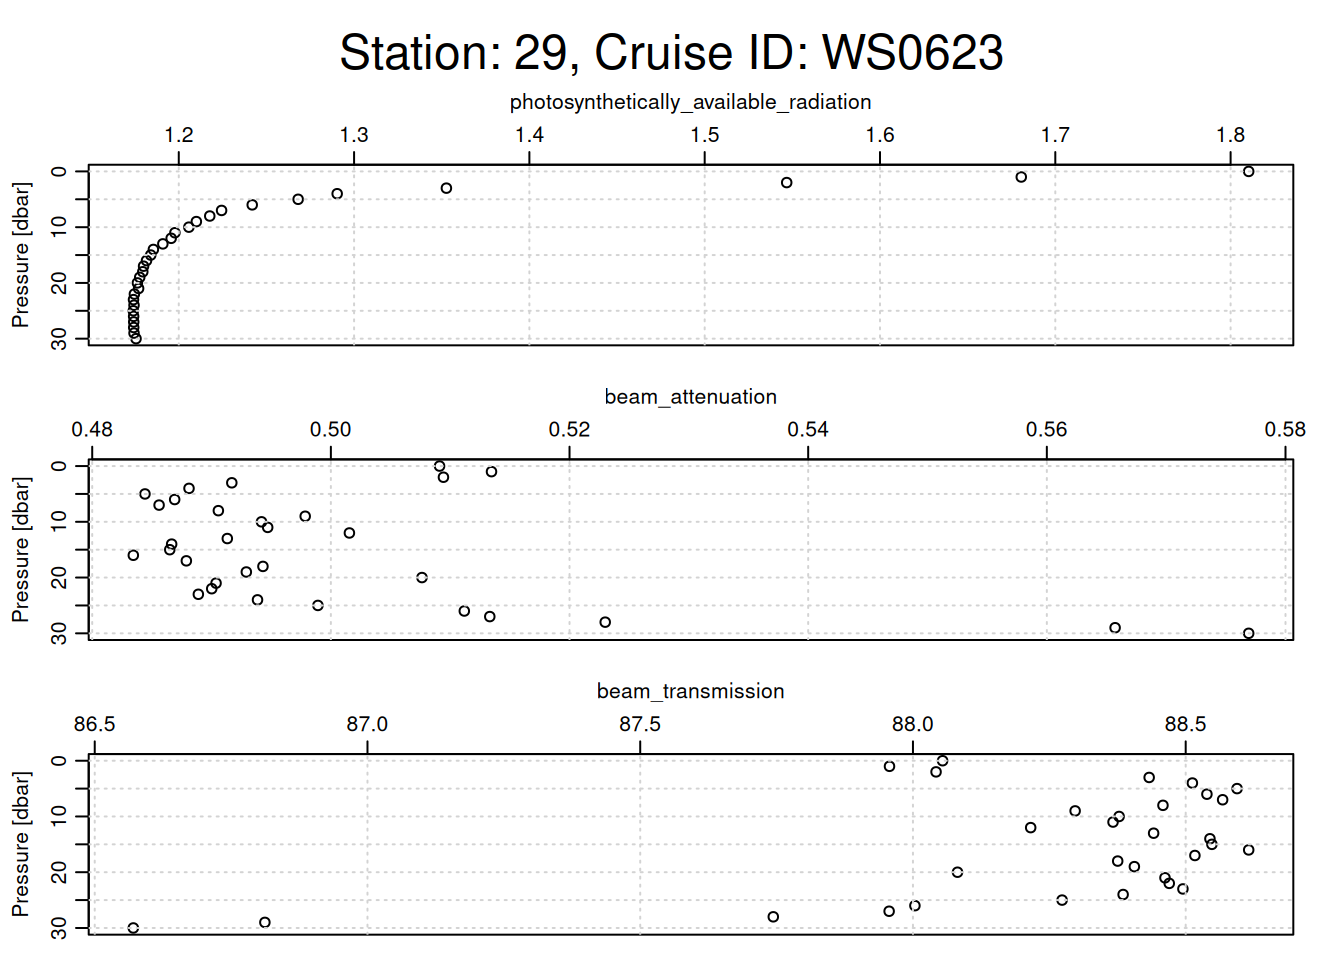 Station: 29, Cruise ID: WS0623
photosynthetically_available_radiation
1.2 1.3 1.4 1.5 1.6 1.7 1.8
Pressure [dbar]
0 10 20 30
beam_attenuation
0.48 0.50 0.52 0.54 0.56 0.58
Pressure [dbar]
0 10 20 30
beam_transmission
86.5 87.0 87.5 88.0 88.5
Pressure [dbar]
0 10 20 30